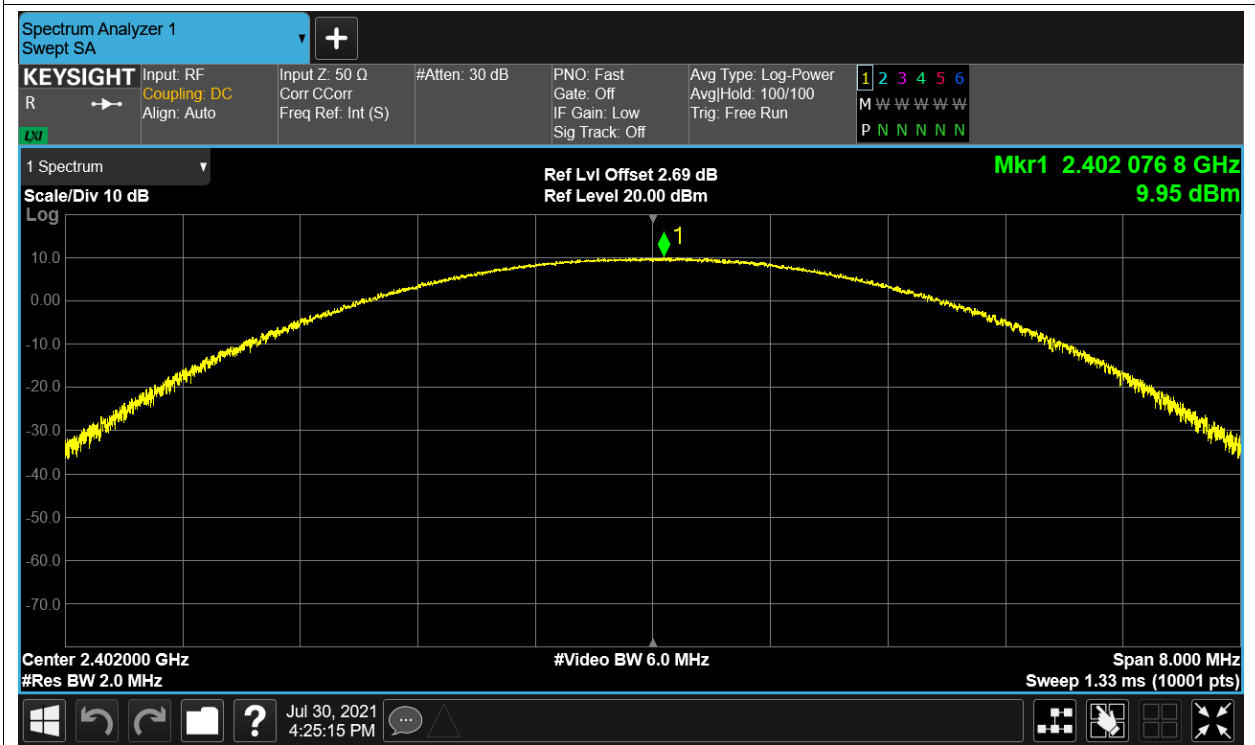 Spectrum Analyzer 1
Swept SA
KEYSIGHT
R
LXI
Input: RF
Coupling: DC
Align: Auto
Input Z: 50 Ω
Corr CCorr
Freq Ref: Int (S)
#Atten: 30 dB
PNO: Fast
Gate: Off
IF Gain: Low
Sig Track: Off
Avg Type: Log-Power
Avg|Hold: 100/100
Trig: Free Run
1 2 3 4 5 6
M W W W W W
P N N N N N
1 Spectrum
Scale/Div 10 dB
Log
Ref Lvl Offset 2.69 dB
Ref Level 20.00 dBm
Mkr1 2.402 076 8 GHz
9.95 dBm
1
10.0
0.00
-10.0
-20.0
-30.0
-40.0
-50.0
-60.0
-70.0
Center 2.402000 GHz
#Res BW 2.0 MHz
#Video BW 6.0 MHz
Span 8.000 MHz
Sweep 1.33 ms (10001 pts)
?
Jul 30, 2021
4:25:15 PM